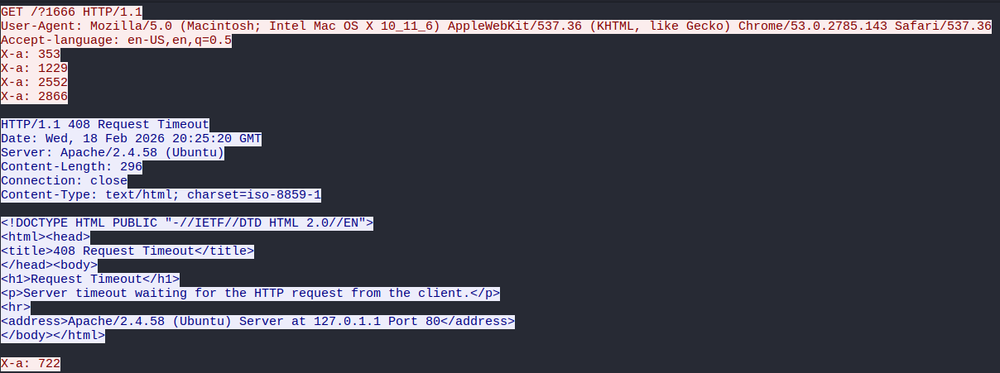 GET /?1666 HTTP/1.1
User-Agent: Mozilla/5.0 (Macintosh; Intel Mac OS X 10_11_6) AppleWebKit/537.36 (KHTML, like Gecko) Chrome/53.0.2785.143 Safari/537.36
Accept-language: en-US,en,q=0.5
X-a: 353
X-a: 1229
X-a: 2552
X-a: 2866
HTTP/1.1 408 Request Timeout
Date: Wed, 18 Feb 2026 20:25:20 GMT
Server: Apache/2.4.58 (Ubuntu)
Content-Length: 296
Connection: close
Content-Type: text/html; charset=iso-8859-1
<!DOCTYPE HTML PUBLIC "-//IETF//DTD HTML 2.0//EN">
<html><head>
<title>408 Request Timeout</title>
</head><body>
<h1>Request Timeout</h1>
<p>Server timeout waiting for the HTTP request from the client.</p>
<hr>
<address>Apache/2.4.58 (Ubuntu) Server at 127.0.1.1 Port 80</address>
</body></html>
X-a: 722